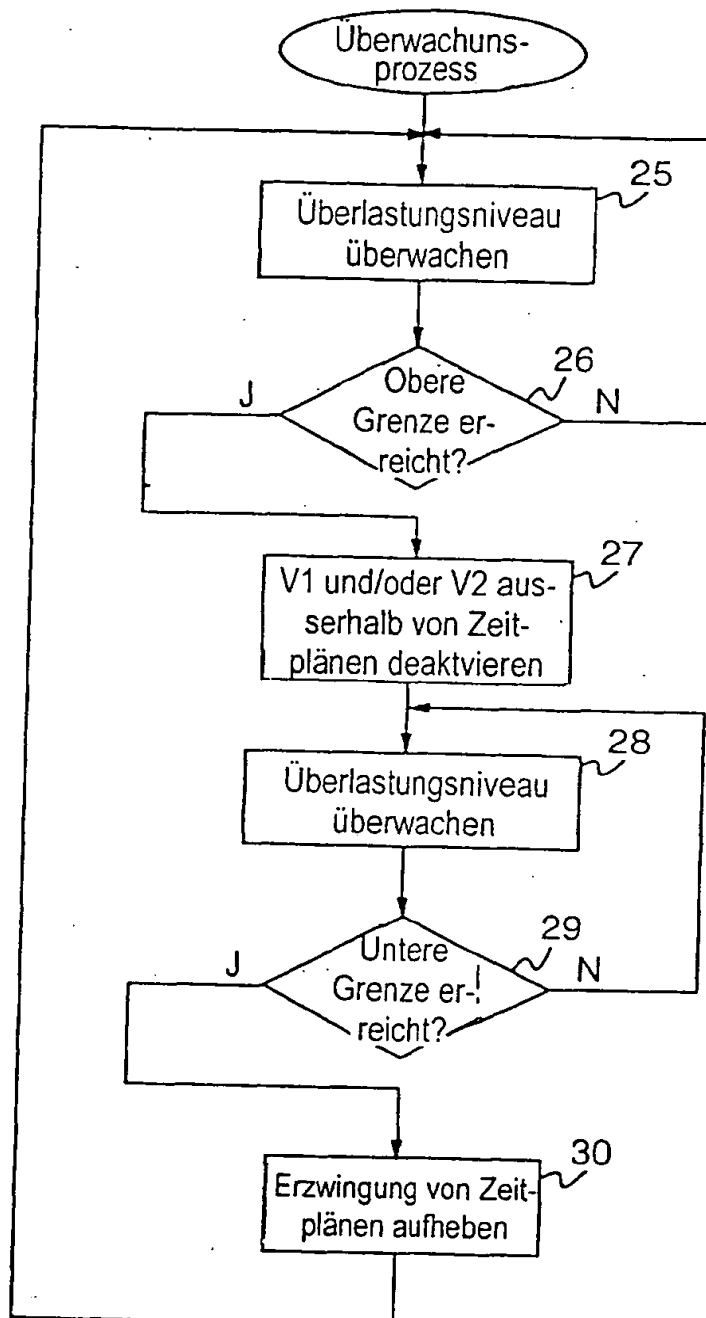 Überwachuns-
prozess
25
Überlastungsniveau
überwachen
26
J
Obere
N
Grenze er-
reicht?
27
V1 und/oder V2 aus-
serhalb von Zeit-
plänen deaktvieren
28
Überlastungsniveau
überwachen
29
J
Untere
N
Grenze er-
reicht?
30
Erzwingung von Zeit-
plänen aufheben